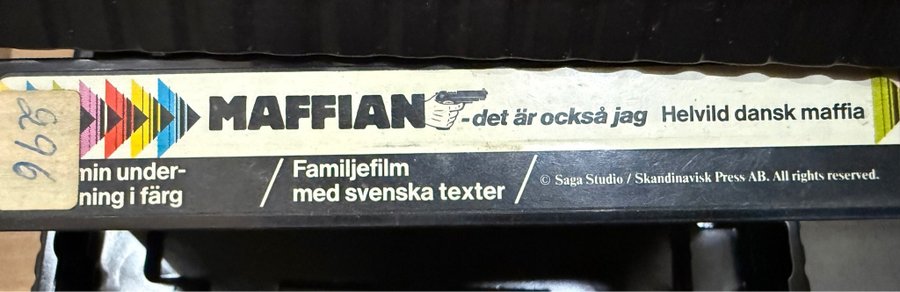 MAFFIAN -det är också jag Helvild dansk maffia
296
min under-
ning i färg
Familjefilm
med svenska texter
© Saga Studio / Skandinavisk Press AB. All rights reserved.